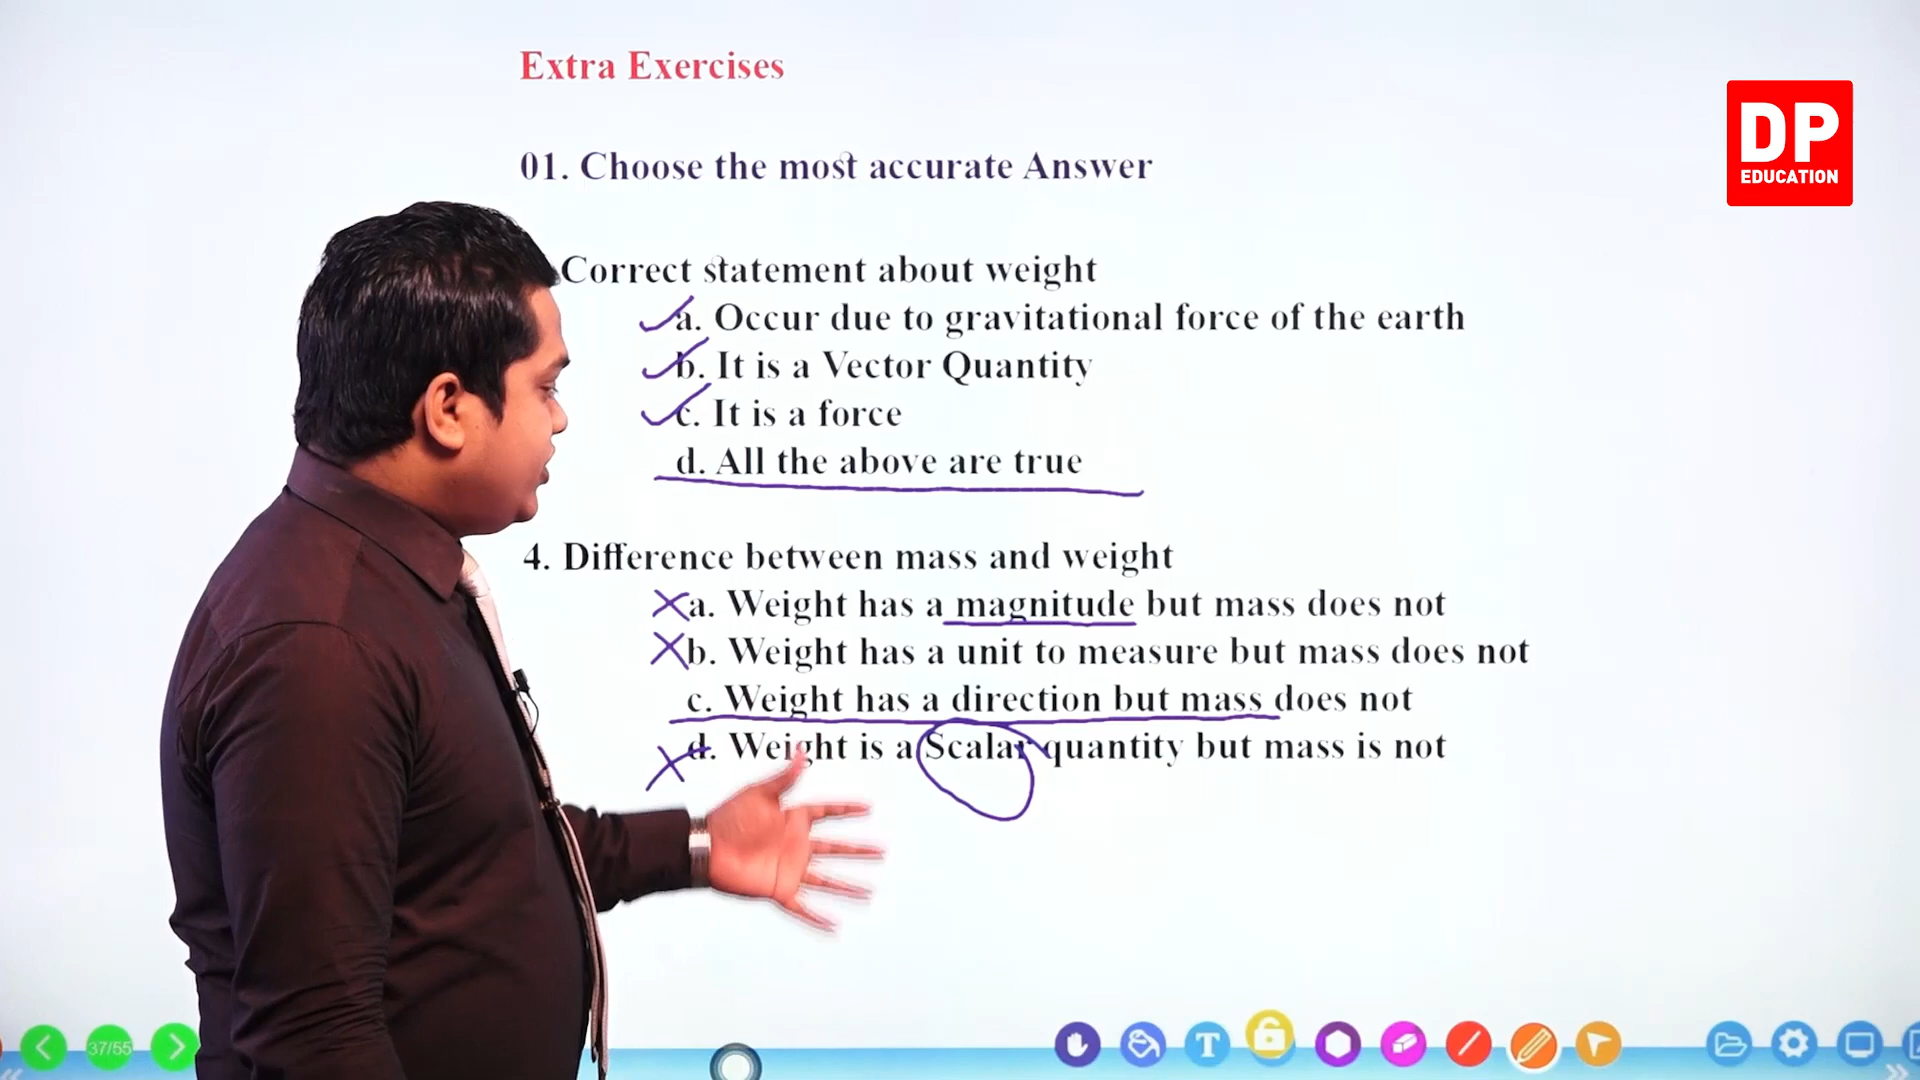 Extra Exercises
DP
EDUCATION
01. Choose the most accurate Answer
Correct statement about weight
a. Occur due to gravitational force of the earth
b. It is a Vector Quantity
c. It is a force
d. All the above are true
4. Difference between mass and weight
a. Weight has a magnitude but mass does not
b. Weight has a unit to measure but mass does not
c. Weight has a direction but mass does not
d. Weight is a Scalar quantity but mass is not
37/55
T